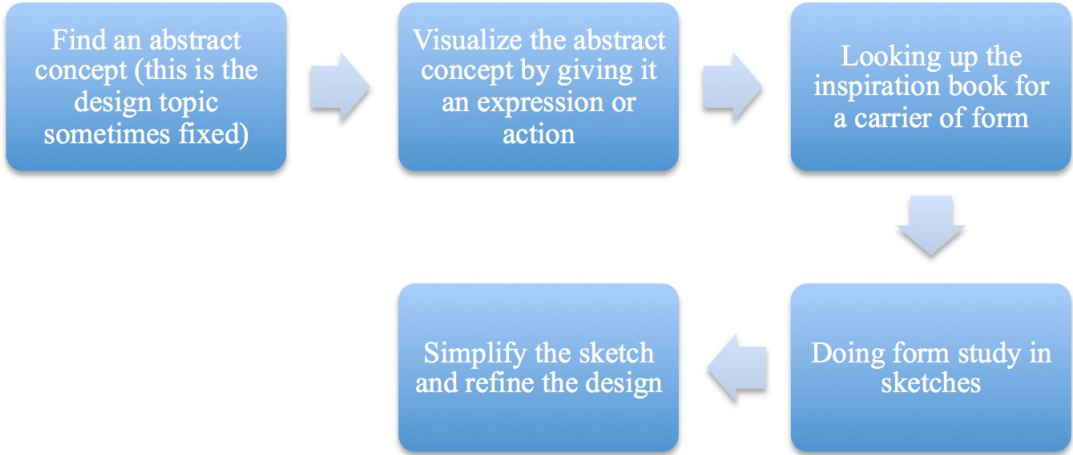 Find an abstract
concept (this is the
design topic
sometimes fixed)
Visualize the abstract
concept by giving it
an expression or
action
Looking up the
inspiration book for
a carrier of form
Doing form study in
sketches
Simplify the sketch
and refine the design